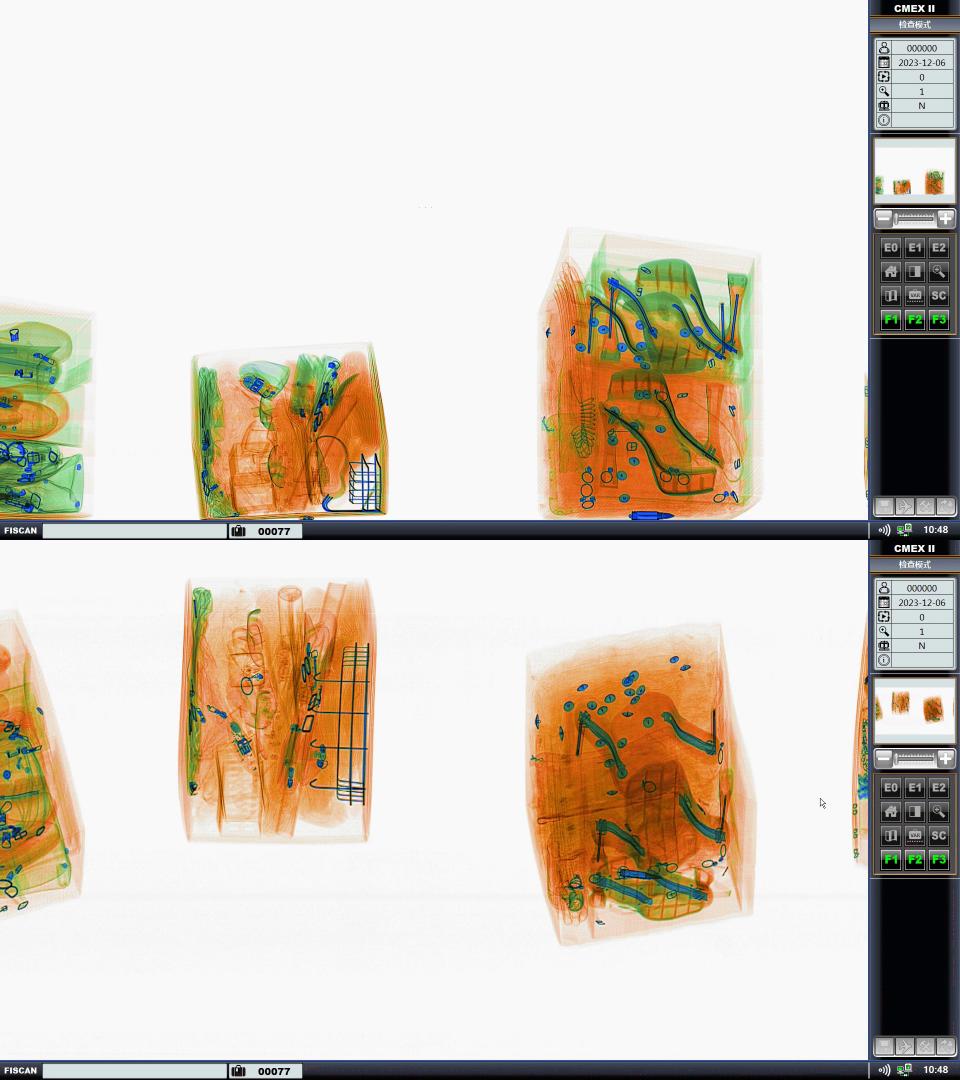 CMEX II
检查模式
000000
2023-12-06
0
1
N
E0 E1 E2
VAR SC
F1 F2 F3
FISCAN 00077 10:48
CMEX II
检查模式
000000
2023-12-06
0
1
N
E0 E1 E2
VAR SC
F1 F2 F3
FISCAN 00077 10:48